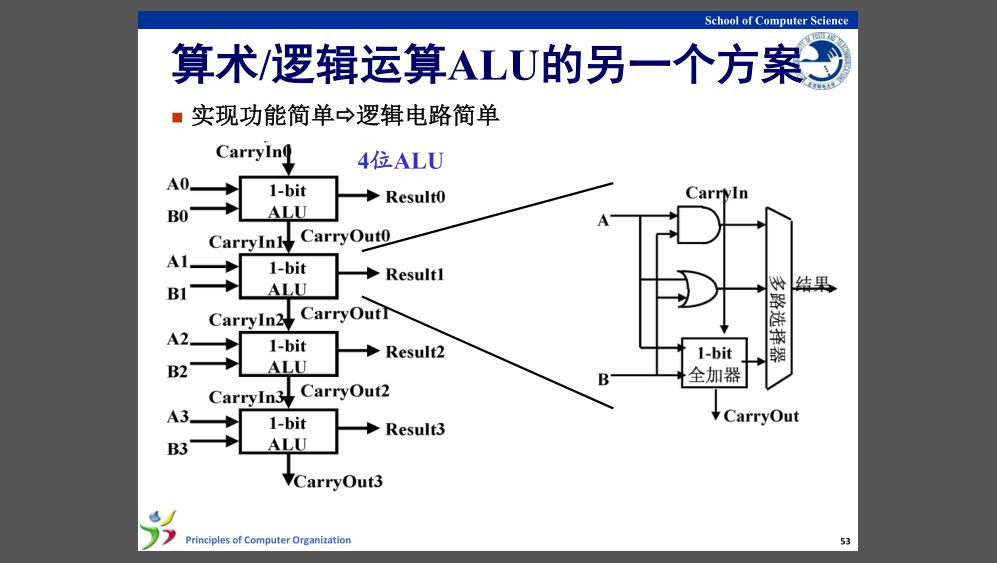 School of Computer Science
算术/逻辑运算ALU的另一个方案
实现功能简单⇨逻辑电路简单
4位ALU
CarryIn0
A0
B0
1-bit
ALU
Result0
CarryOut0
CarryIn1
A1
B1
1-bit
ALU
Result1
CarryOut1
CarryIn2
A2
B2
1-bit
ALU
Result2
CarryOut2
CarryIn3
A3
B3
1-bit
ALU
Result3
CarryOut3
CarryIn
A
B
1-bit
全加器
多路选择器
结果
CarryOut
Principles of Computer Organization
53